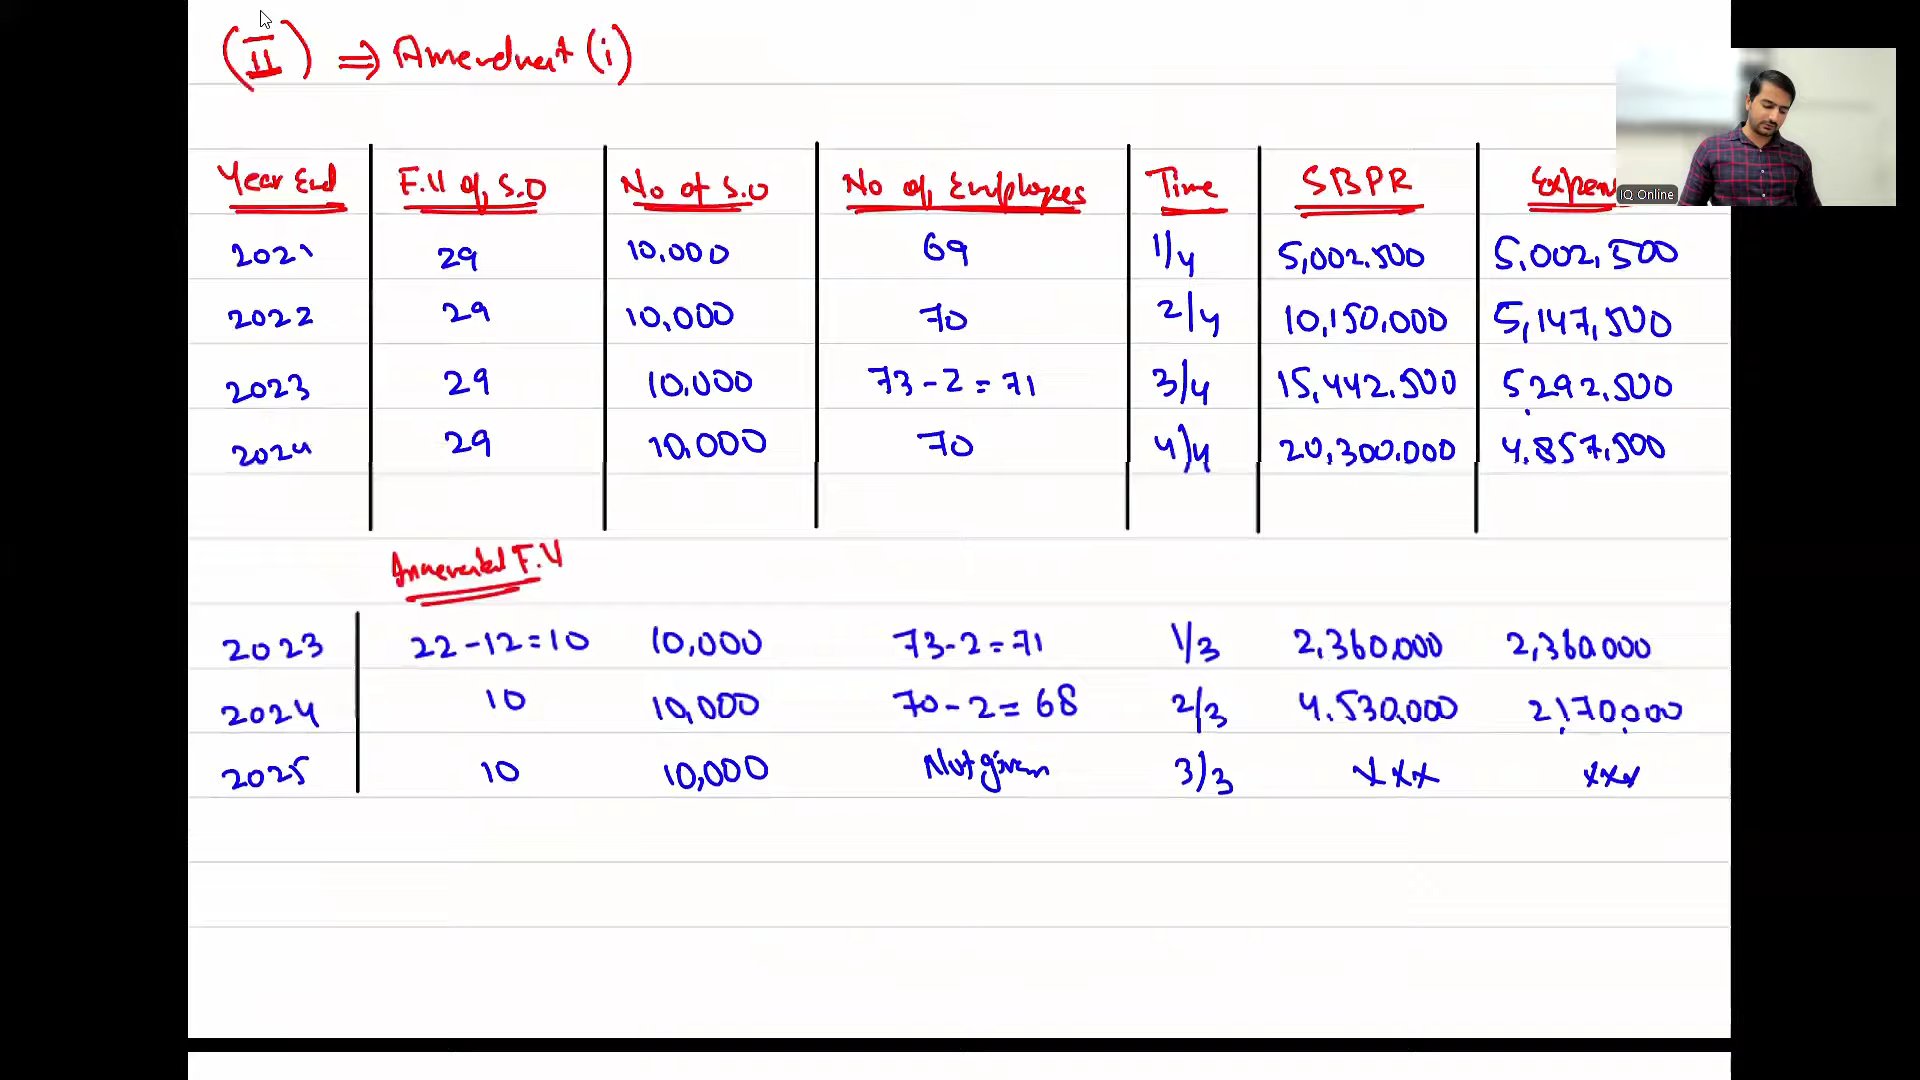 (II) ⇒ Amendment (i)
Year End F.V of S.O No of S.O No of Employees Time SBPR Expen
IQ Online
2021 29 10,000 69 1/4 5,002,500 5,002,500
2022 29 10,000 70 2/4 10,150,000 5,147,500
2023 29 10,000 73-2=71 3/4 15,442,500 5,292,500
2024 29 10,000 70 4/4 20,300,000 4,857,500
F.V
2023 22-12=10 10,000 73-2=71 1/3 2,360,000 2,360,000
2024 10 10,000 70-2=68 2/3 4,530,000 2,170,000
2025 10 10,000 Not given 3/3 xxx xxx